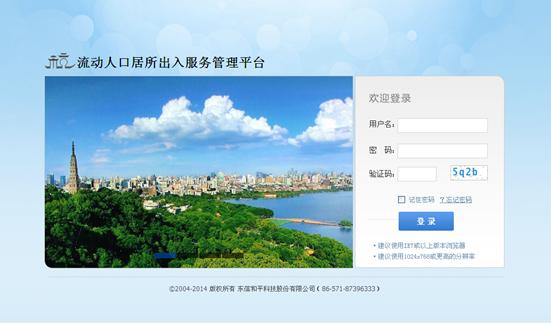 流动人口居所出入服务管理平台
欢迎登录
用户名:
密 码:
验证码: 5q2b
记住密码 ?忘记密码
登 录
• 建议使用IE7或以上版本浏览器
• 建议使用1024x768或更高的分辨率
©2004-2014 版权所有 东信和平科技股份有限公司 ( 86-571-87396333 )